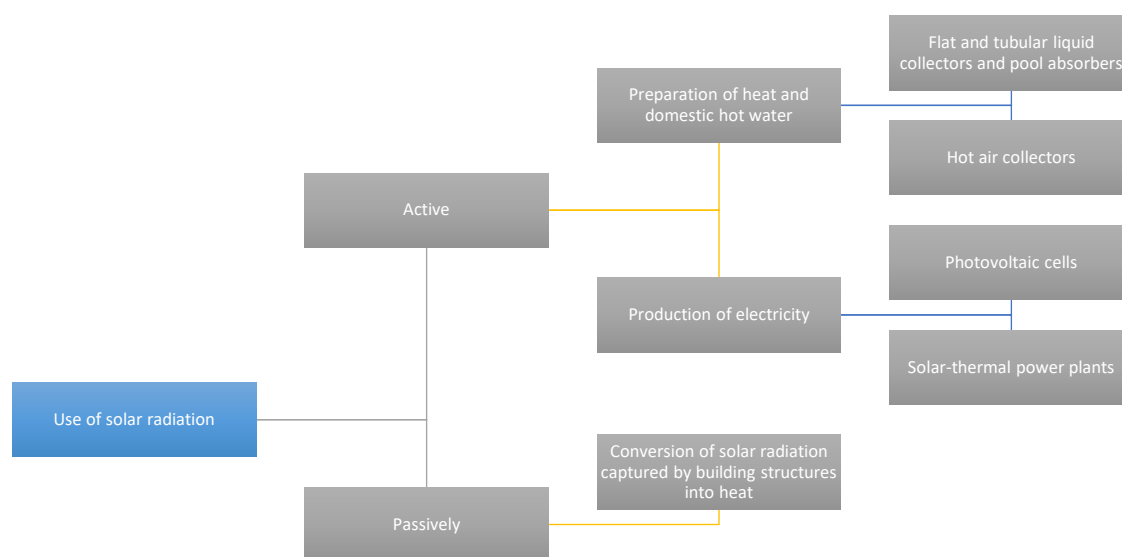 Flat and tubular liquid
collectors and pool absorbers
Preparation of heat and
domestic hot water
Hot air collectors
Active
Photovoltaic cells
Production of electricity
Solar-thermal power plants
Use of solar radiation
Conversion of solar radiation
captured by building structures
into heat
Passively